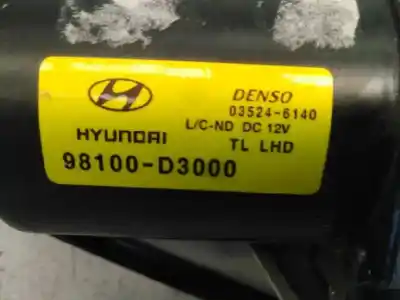 DENSO
03524-6140
HYUNDAI
L/C-ND DC 12V
TL LHD
98100-D3000